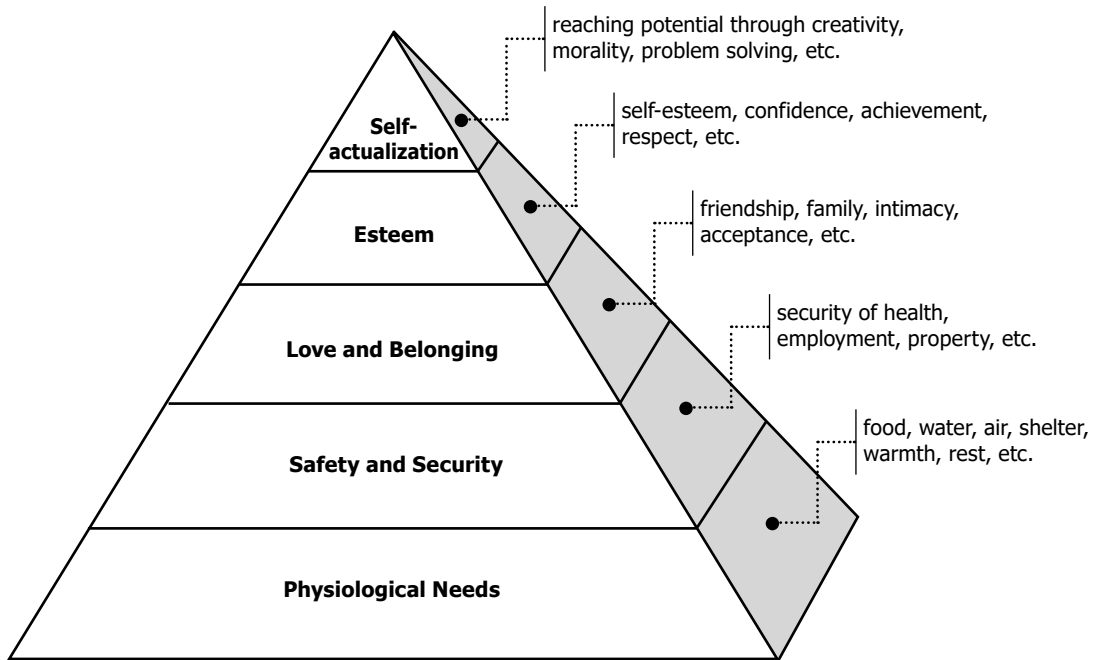 reaching potential through creativity,
morality, problem solving, etc.
Self-
actualization
self-esteem, confidence, achievement,
respect, etc.
Esteem
friendship, family, intimacy,
acceptance, etc.
Love and Belonging
security of health,
employment, property, etc.
Safety and Security
food, water, air, shelter,
warmth, rest, etc.
Physiological Needs